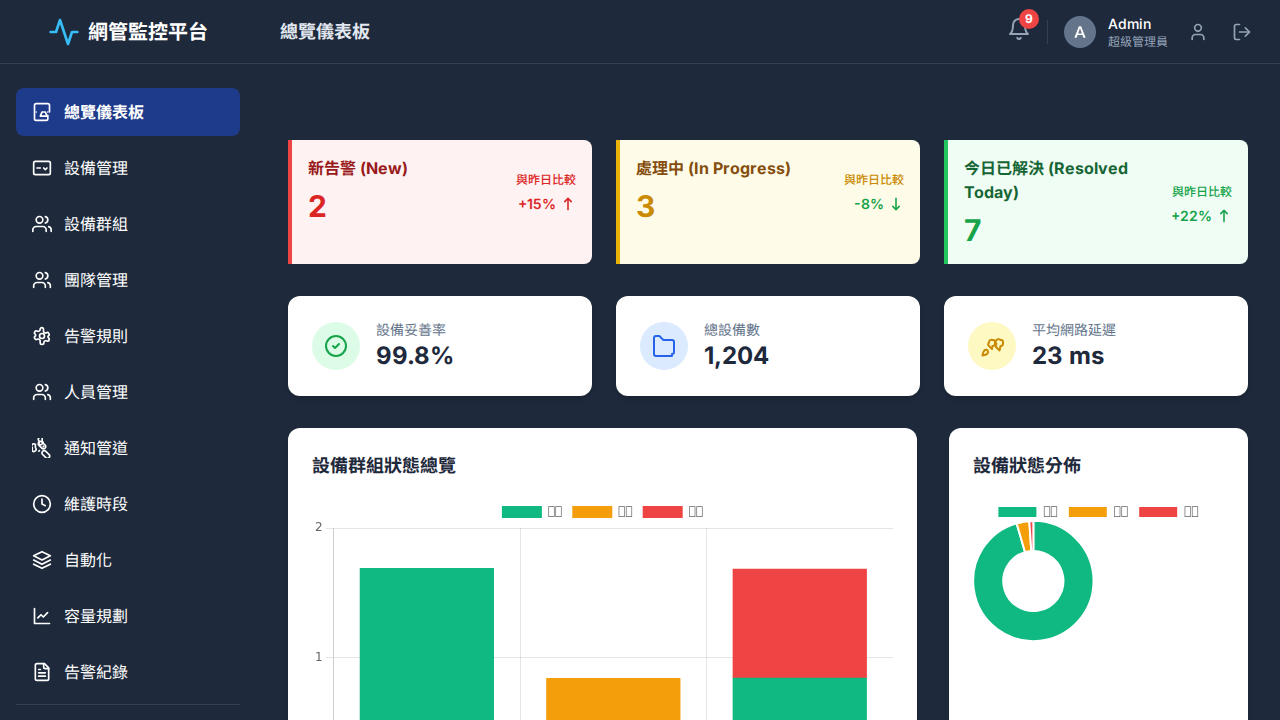 網管監控平台
總覽儀表板
9
A
Admin
超級管理員
總覽儀表板
設備管理
設備群組
團隊管理
告警規則
人員管理
通知管道
維護時段
自動化
容量規劃
告警紀錄
新告警 (New)
2
與昨日比較
+15% ↑
處理中 (In Progress)
3
與昨日比較
-8% ↓
今日已解決 (Resolved
Today)
7
與昨日比較
+22% ↑
設備妥善率
99.8%
總設備數
1,204
平均網路延遲
23 ms
設備群組狀態總覽
2
1
設備狀態分佈